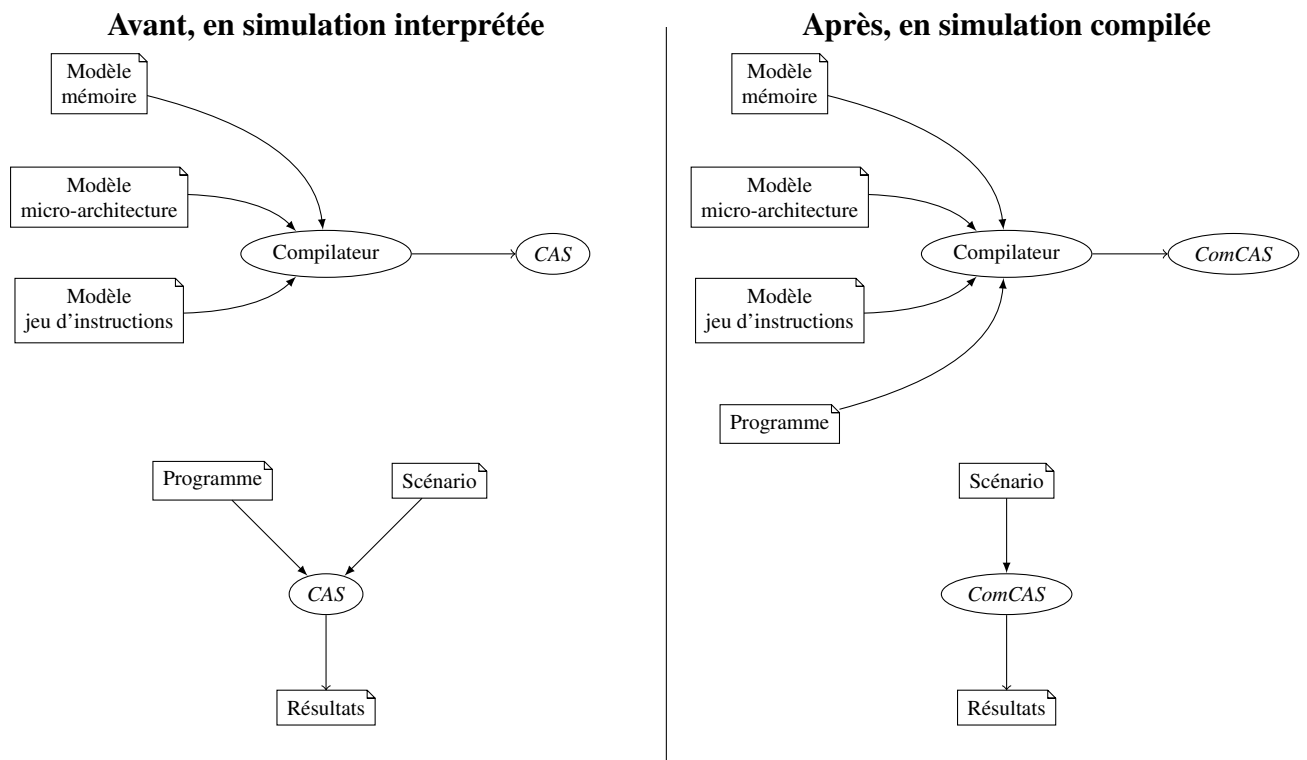 Avant, en simulation interprétée
Modèle
mémoire
Modèle
micro-architecture
Compilateur
CAS
Modèle
jeu d'instructions
Programme
Scénario
CAS
Résultats
Après, en simulation compilée
Modèle
mémoire
Modèle
micro-architecture
Compilateur
ComCAS
Modèle
jeu d'instructions
Programme
Scénario
ComCAS
Résultats